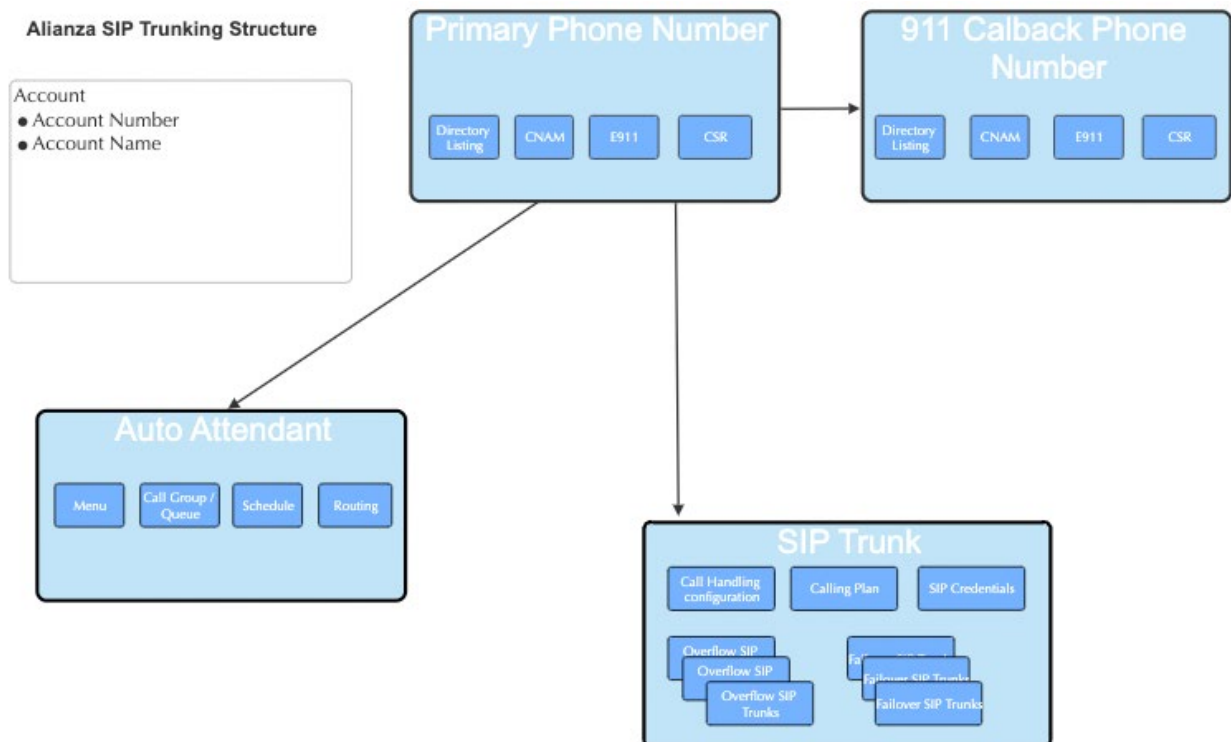 Alianza SIP Trunking Structure
Account
• Account Number
• Account Name
Primary Phone Number
Directory
Listing
CNAM
E911
CSR
911 Calback Phone
Number
Directory
Listing
CNAM
E911
CSR
Auto Attendant
Menu
Call Group /
Queue
Schedule
Routing
SIP Trunk
Call Handling
configuration
Calling Plan
SIP Credentials
Overflow SIP
Overflow SIP
Overflow SIP
Trunks
Failover SIP Trunks
Failover SIP Trunks